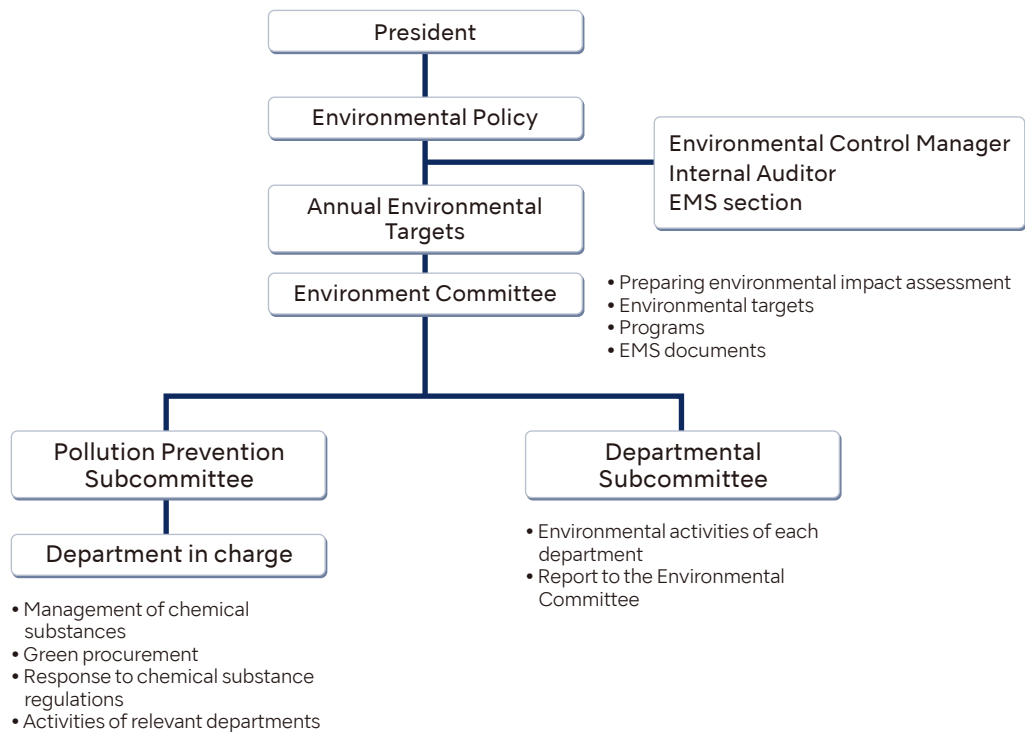 President
Environmental Policy
Environmental Control Manager
Internal Auditor
EMS section
Annual Environmental
Targets
Environment Committee
• Preparing environmental impact assessment
• Environmental targets
• Programs
• EMS documents
Pollution Prevention
Subcommittee
Department in charge
• Management of chemical
substances
• Green procurement
• Response to chemical substance
regulations
• Activities of relevant departments
Departmental
Subcommittee
• Environmental activities of each
department
• Report to the Environmental
Committee